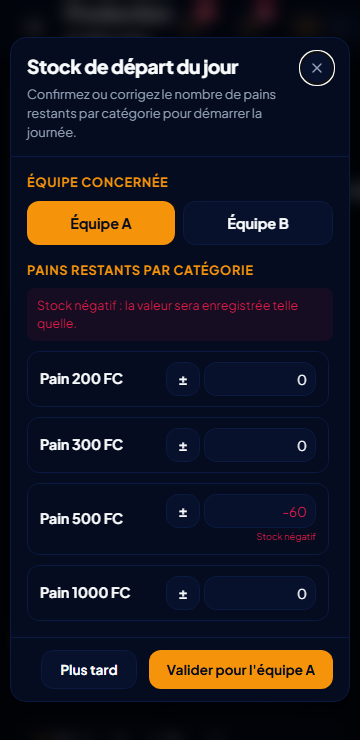 Stock de départ du jour
Confirmez ou corrigez le nombre de pains
restants par catégorie pour démarrer la
journée.
ÉQUIPE CONCERNÉE
Équipe A
Équipe B
PAINS RESTANTS PAR CATÉGORIE
Stock négatif : la valeur sera enregistrée telle
quelle.
Pain 200 FC ± 0
Pain 300 FC ± 0
Pain 500 FC ± -60
Stock négatif
Pain 1000 FC ± 0
Plus tard
Valider pour l'équipe A